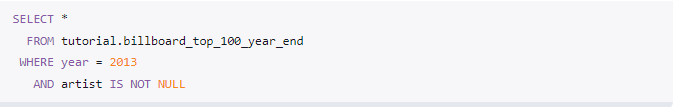 SELECT *
FROM tutorial.billboard_top_100_year_end
WHERE year = 2013
AND artist IS NOT NULL